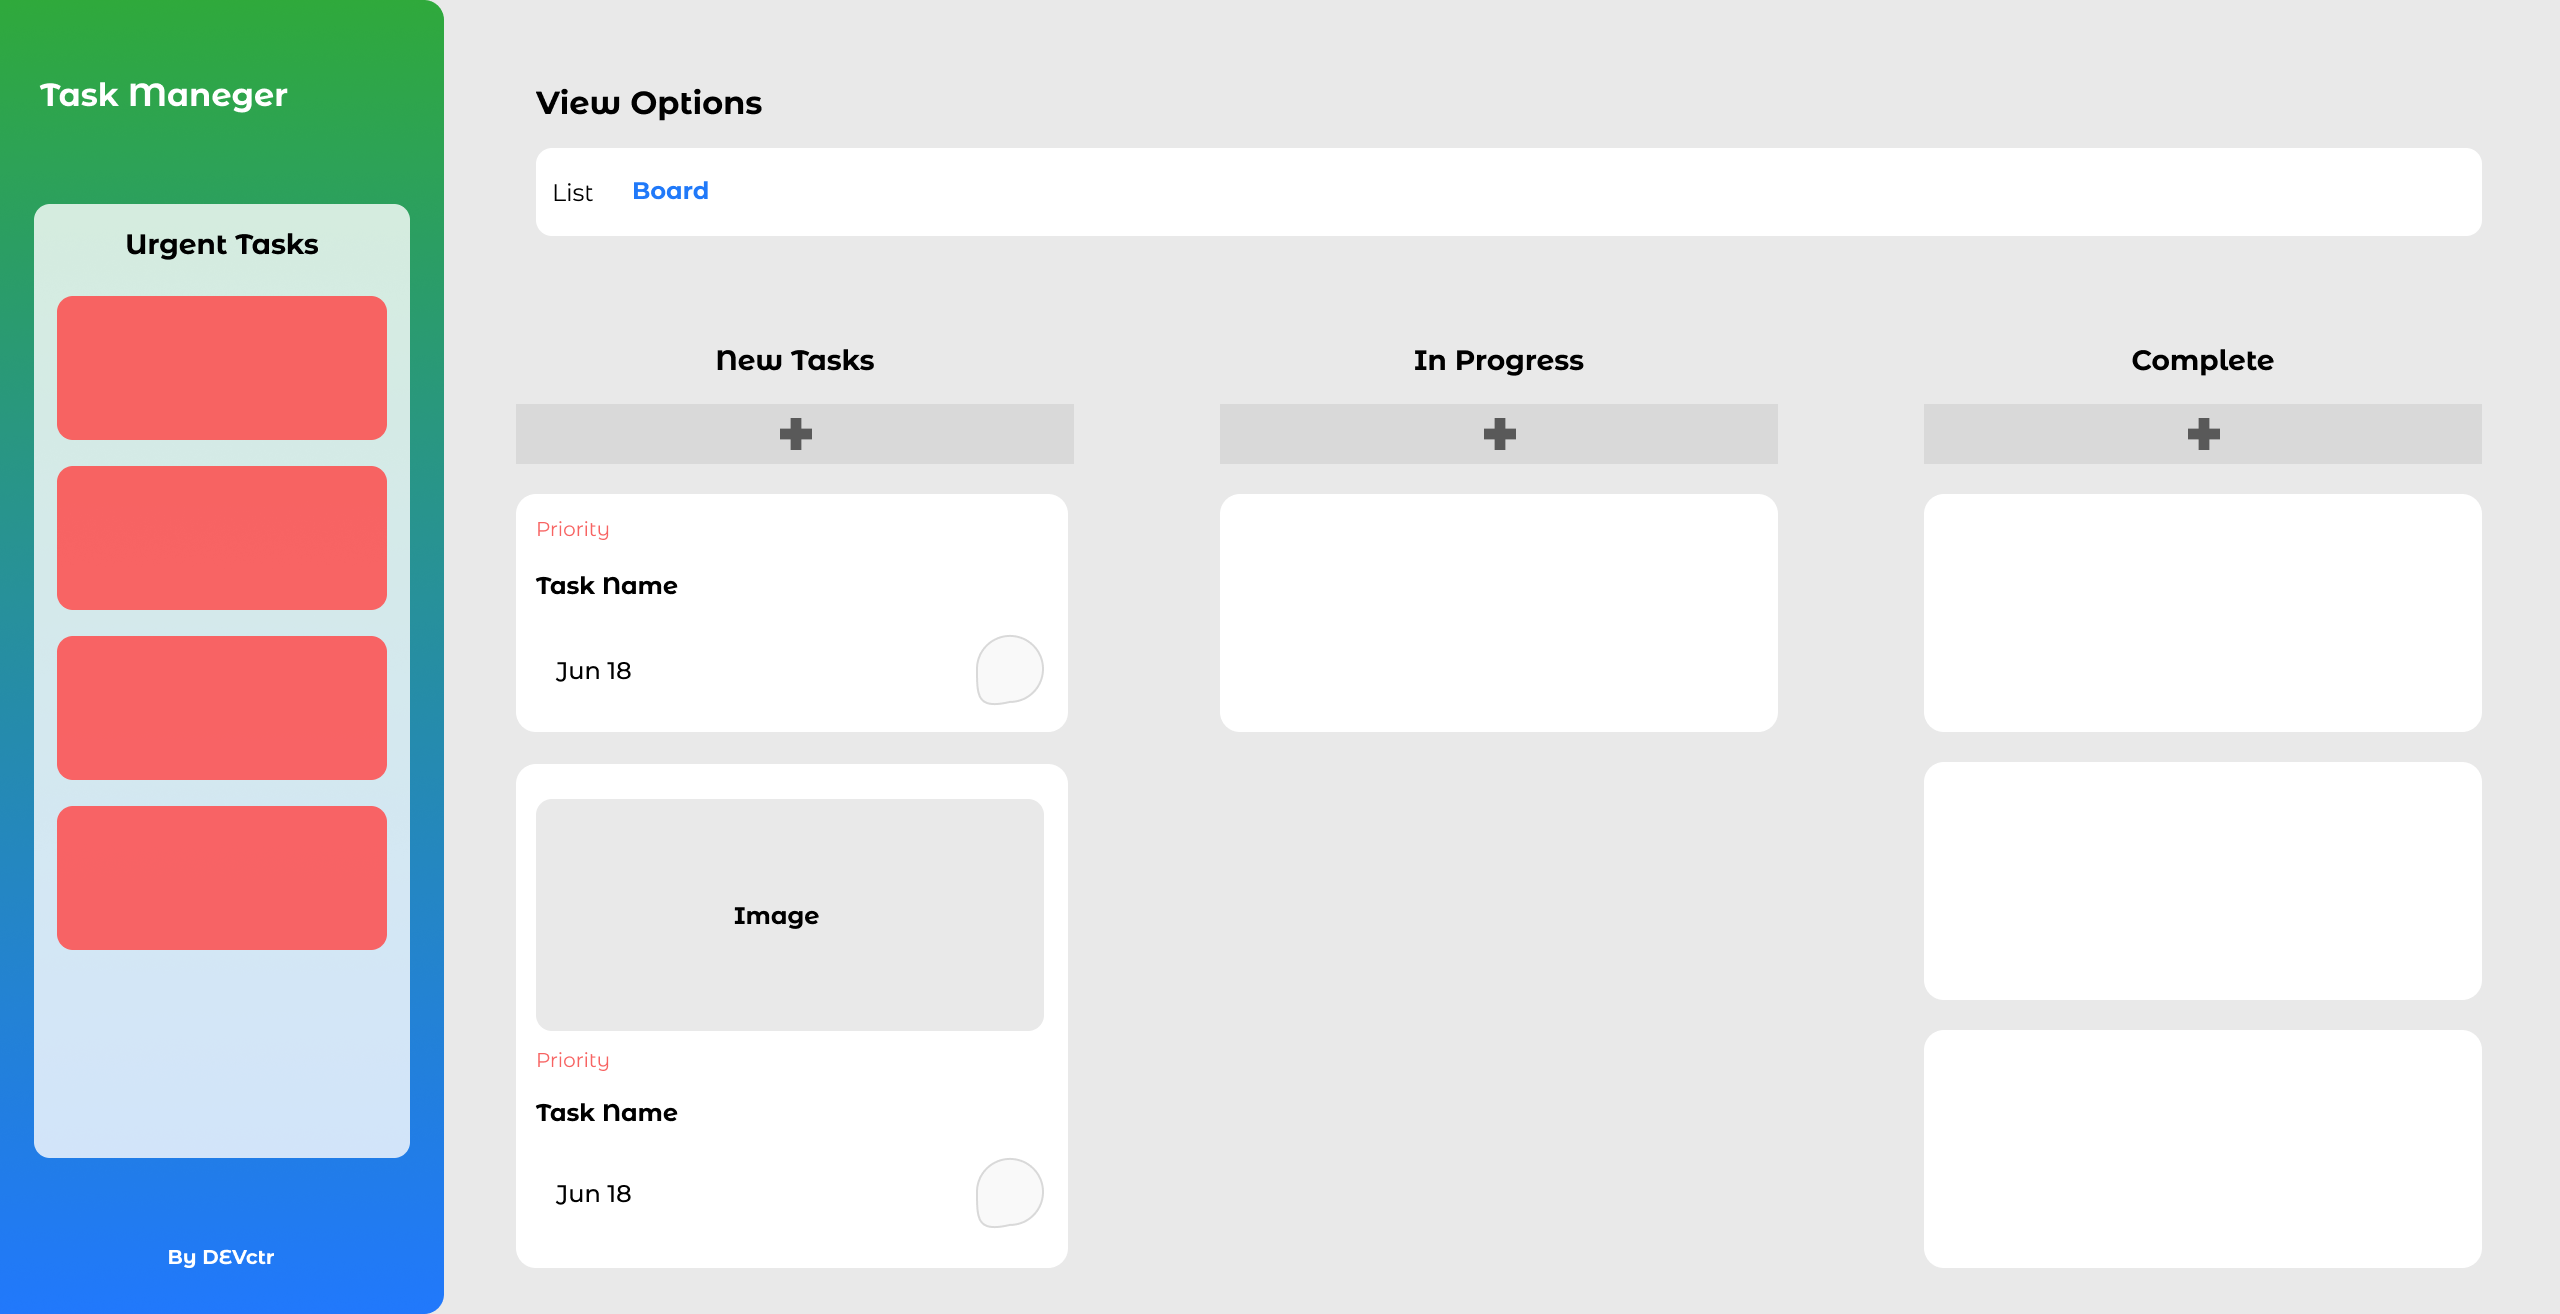 Task Maneger
Urgent Tasks
By DEVctr
View Options
List Board
New Tasks
Priority
Task Name
Jun 18
Image
Priority
Task Name
Jun 18
In Progress
Complete